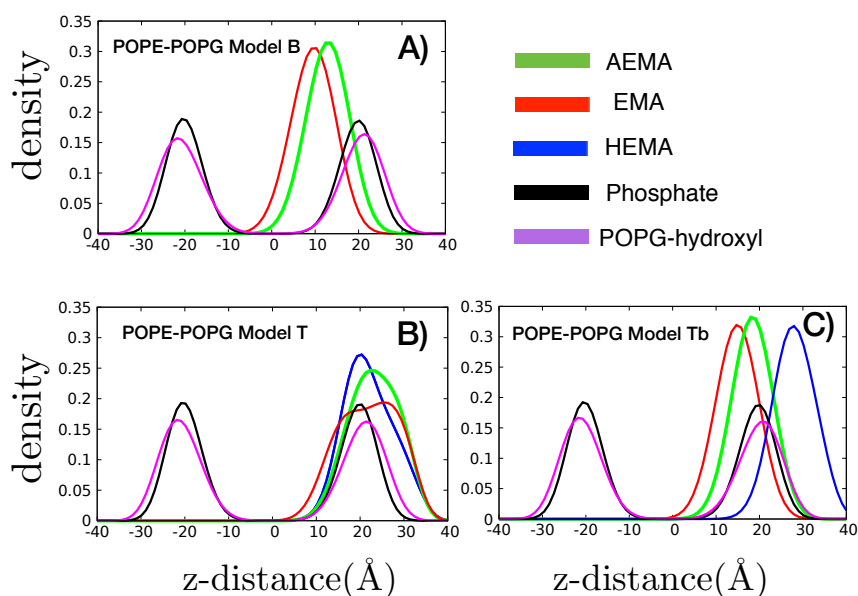 POPE-POPG Model B
A)
density
0.35
0.3
0.25
0.2
0.15
0.1
0.05
0
-40 -30 -20 -10 0 10 20 30 40
AEMA
EMA
HEMA
Phosphate
POPG-hydroxyl
POPE-POPG Model T
B)
density
0.35
0.3
0.25
0.2
0.15
0.1
0.05
0
-40 -30 -20 -10 0 10 20 30 40
z-distance(Å)
POPE-POPG Model Tb
C)
0.35
0.3
0.25
0.2
0.15
0.1
0.05
0
-40 -30 -20 -10 0 10 20 30 40
z-distance(Å)